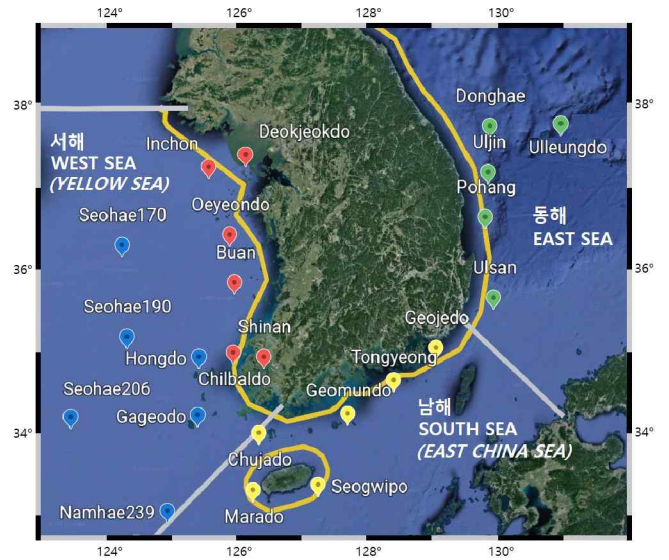 124° 126° 128° 130°
38° 38°
36° 36°
34° 34°
서해
WEST SEA
(YELLOW SEA)
Inchon
Deokjeokdo
Seohae170
Oeyeondo
Buan
Seohae190
Shinan
Hongdo
Chilbaldo
Seohae206
Gageodo
Namhae239
Donghae
Uljin
Ulleungdo
Pohang
동해
EAST SEA
Ulsan
Geojedo
Tongyeong
Geomundo
남해
SOUTH SEA
(EAST CHINA SEA)
Chujado
Seogwipo
Marado
124° 126° 128° 130°